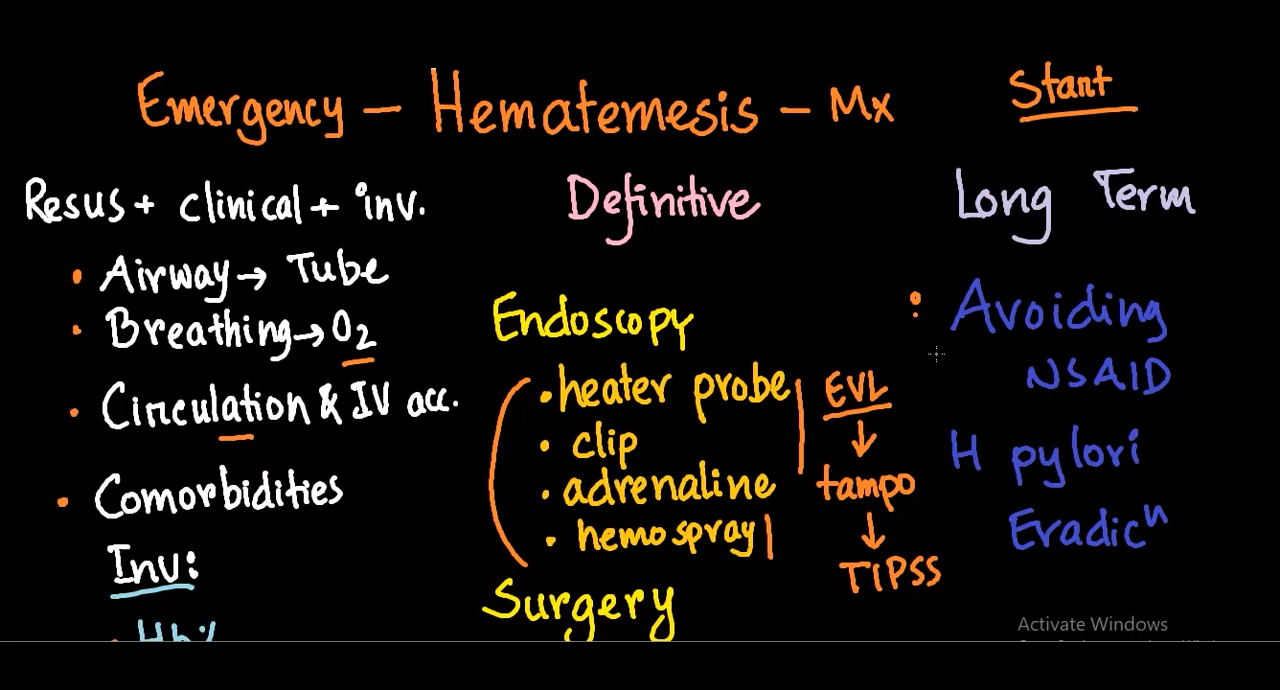 Emergency – Hematemesis – Mx
Start
Resus + clinical + inv.
• Airway → Tube
• Breathing → O2
• Circulation & IV acc.
• Comorbidities
Inv:
• Hb%
Definitive
Endoscopy
• heater probe
• clip
• adrenaline
• hemospray
Surgery
EVL
↓
tampo
↓
TIPSS
Long Term
• Avoiding
NSAID
H pylori
Eradicⁿ
Activate Windows